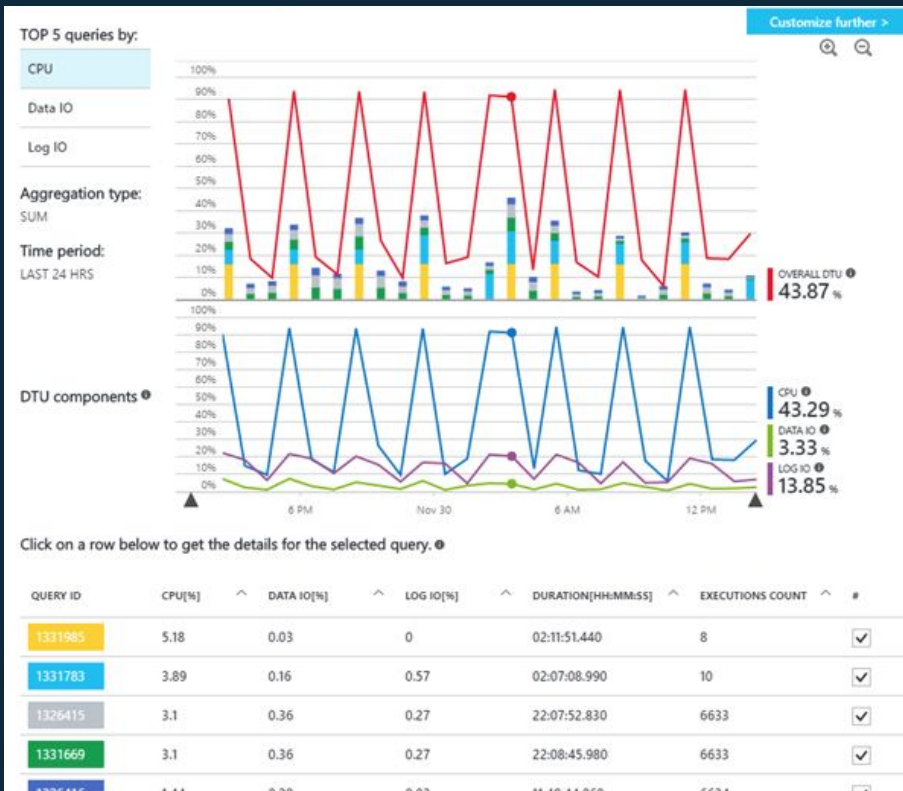 Customize further >
TOP 5 queries by:
CPU
Data IO
Log IO
Aggregation type:
SUM
Time period:
LAST 24 HRS
100%
90%
80%
70%
60%
50%
40%
30%
20%
10%
0%
OVERALL DTU
43.87 %
DTU components
100%
90%
80%
70%
60%
50%
40%
30%
20%
10%
0%
CPU
43.29 %
DATA IO
3.33 %
LOG IO
13.85 %
6 PM Nov 30 6 AM 12 PM
Click on a row below to get the details for the selected query.
QUERY ID CPU[%] DATA IO[%] LOG IO[%] DURATION[HH:MM:SS] EXECUTIONS COUNT #
1331985 5.18 0.03 0 02:11:51.440 8
1331783 3.89 0.16 0.57 02:07:08.990 10
1326415 3.1 0.36 0.27 22:07:52.830 6633
1331669 3.1 0.36 0.27 22:08:45.980 6633